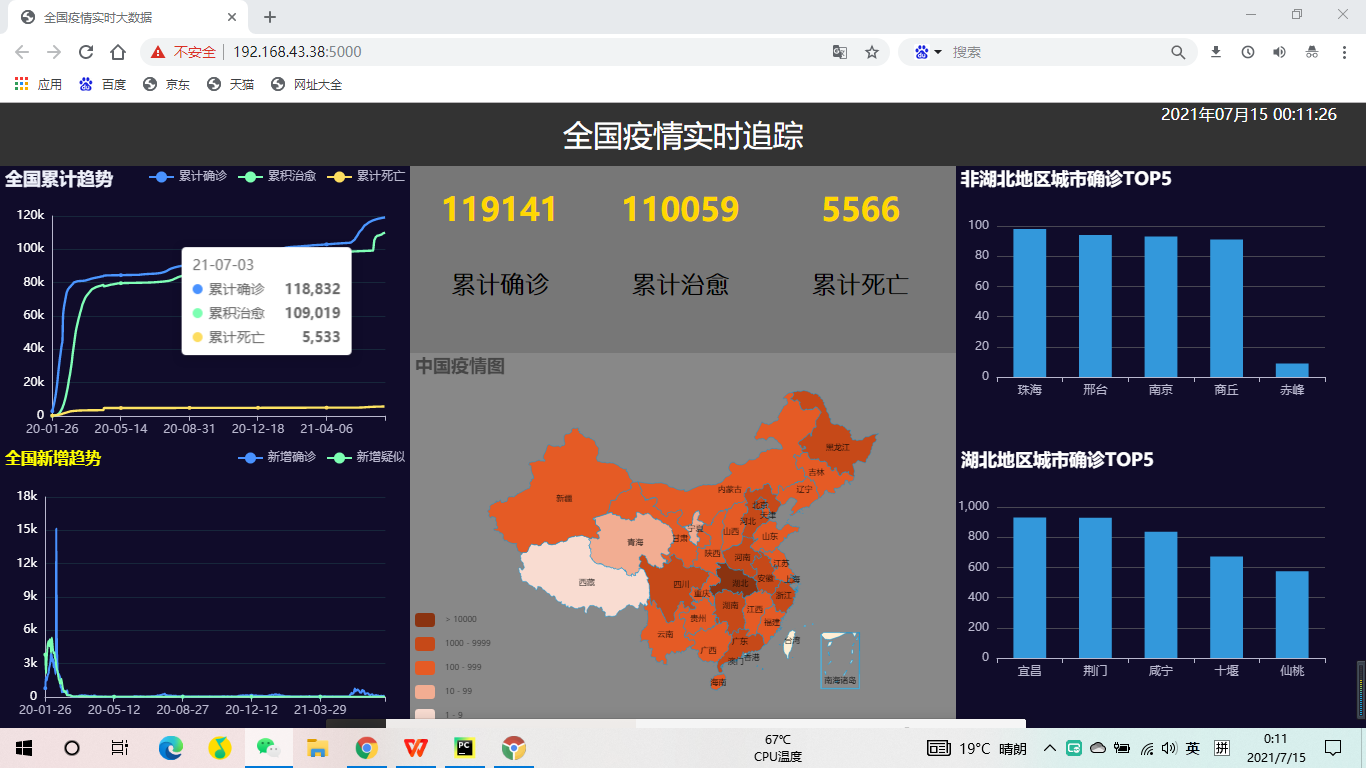 全国疫情实时大数据
不安全 192.168.43.38:5000
搜索
应用 百度 京东 天猫 网址大全
全国疫情实时追踪
2021年07月15 00:11:26
全国累计趋势
累计确诊 累积治愈 累计死亡
120k
100k
80k
60k
40k
20k
0
20-01-26 20-05-14 20-08-31 20-12-18 21-04-06
21-07-03
累计确诊 118,832
累积治愈 109,019
累计死亡 5,533
全国新增趋势
新增确诊 新增疑似
18k
15k
12k
9k
6k
3k
0
20-01-26 20-05-12 20-08-27 20-12-12 21-03-29
119141 110059 5566
累计确诊 累计治愈 累计死亡
中国疫情图
黑龙江
吉林
辽宁
内蒙古
新疆
北京
天津
河北
宁夏
山西
山东
青海
甘肃
陕西
河南
江苏
西藏
四川
湖北
安徽
上海
重庆
浙江
湖南
江西
贵州
福建
云南
广西
广东
台湾
澳门
香港
海南
南海诸岛
> 10000
1000 - 9999
100 - 999
10 - 99
1 - 9
非湖北地区城市确诊TOP5
100
80
60
40
20
0
珠海 邢台 南京 商丘 赤峰
湖北地区城市确诊TOP5
1,000
800
600
400
200
0
宜昌 荆门 咸宁 十堰 仙桃
67℃
CPU温度
19°C 晴朗
英 拼
0:11
2021/7/15